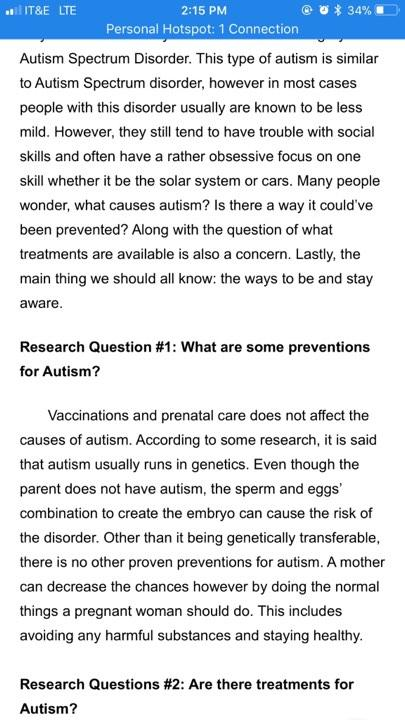 IT&E LTE 2:15 PM 34%
Personal Hotspot: 1 Connection
Autism Spectrum Disorder. This type of autism is similar
to Autism Spectrum disorder, however in most cases
people with this disorder usually are known to be less
mild. However, they still tend to have trouble with social
skills and often have a rather obsessive focus on one
skill whether it be the solar system or cars. Many people
wonder, what causes autism? Is there a way it could've
been prevented? Along with the question of what
treatments are available is also a concern. Lastly, the
main thing we should all know: the ways to be and stay
aware.
Research Question #1: What are some preventions
for Autism?
Vaccinations and prenatal care does not affect the
causes of autism. According to some research, it is said
that autism usually runs in genetics. Even though the
parent does not have autism, the sperm and eggs'
combination to create the embryo can cause the risk of
the disorder. Other than it being genetically transferable,
there is no other proven preventions for autism. A mother
can decrease the chances however by doing the normal
things a pregnant woman should do. This includes
avoiding any harmful substances and staying healthy.
Research Questions #2: Are there treatments for
Autism?